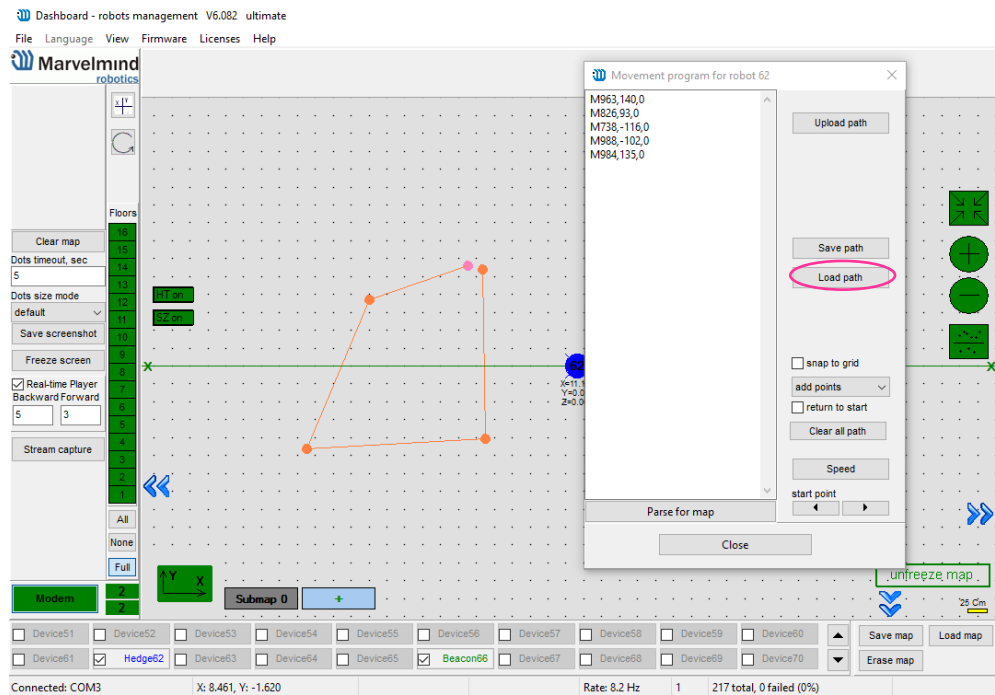 Dashboard - robots management V6.082 ultimate
File Language View Firmware Licenses Help
Marvelmind
robotics
Clear map
Dots timeout, sec
5
Dots size mode
default
Save screenshot
Freeze screen
Real-time Player
Backward Forward
5 3
Stream capture
Modem
X Y
Floors
16
15
14
13
12
11
10
9
8
7
6
5
4
3
2
1
All
None
Full
2
2
HT on
SZ on
X
62
X=11.1
Y=0.0
Z=0.0
X
Y X
Submap 0 +
Movement program for robot 62
M963,140,0
M826,93,0
M738,-116,0
M988,-102,0
M984,135,0
Upload path
Save path
Load path
snap to grid
add points
return to start
Clear all path
Speed
start point
Parse for map
Close
unfreeze map
25 Cm
Device51 Device52 Device53 Device54 Device55 Device56 Device57 Device58 Device59 Device60 Save map Load map
Device61 Hedge62 Device63 Device64 Device65 Beacon66 Device67 Device68 Device69 Device70 Erase map
Connected: COM3 X: 8.461, Y: -1.620 Rate: 8.2 Hz 1 217 total, 0 failed (0%)